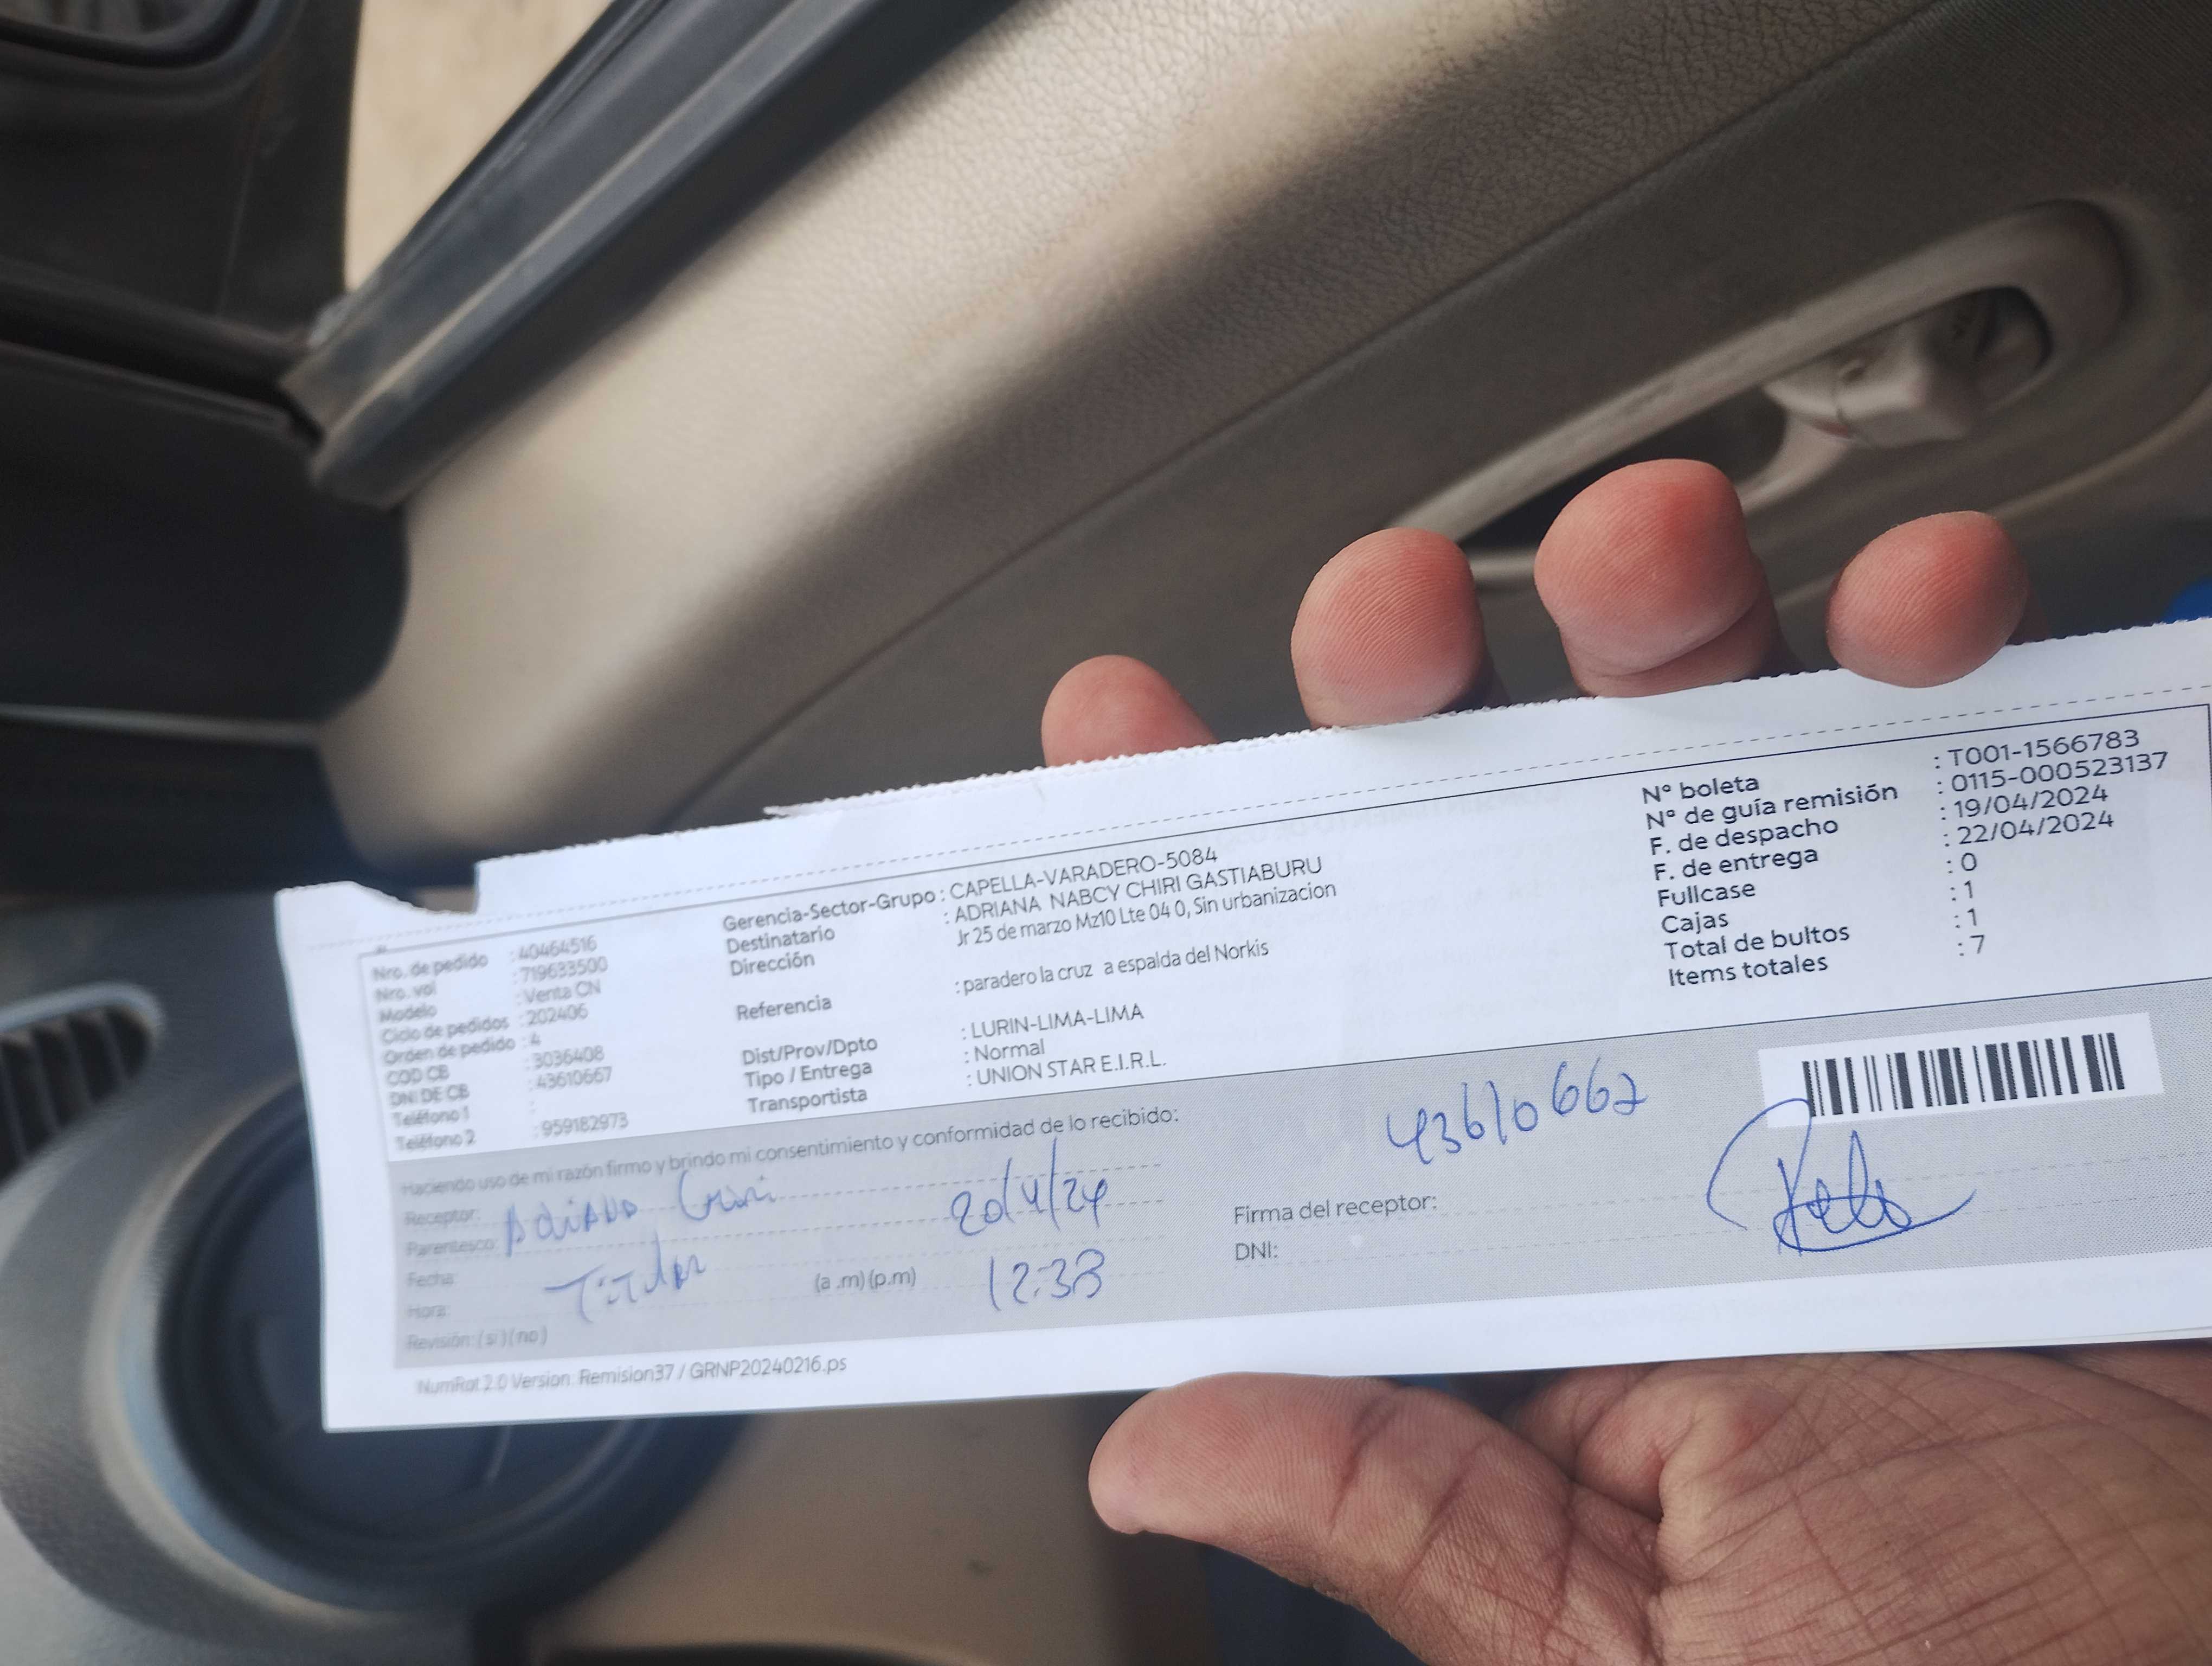 Nro. de pedido : 40464516
Nro. vol : 719633500
Modelo : Venta CN
Ciclo de pedidos : 202406
Orden de pedido : 4
COD CB : 3036408
DNI DE CB : 43610667
Teléfono 1 :
Teléfono 2 : 959182973
Gerencia-Sector-Grupo : CAPELLA-VARADERO-5084
Destinatario : ADRIANA NABCY CHIRI GASTIABURU
Dirección Jr 25 de marzo Mz10 Lte 04 0, Sin urbanizacion
Referencia : paradero la cruz a espalda del Norkis
Dist/Prov/Dpto : LURIN-LIMA-LIMA
Tipo / Entrega : Normal
Transportista : UNION STAR E.I.R.L.
N° boleta : T001-1566783
N° de guía remisión : 0115-000523137
F. de despacho : 19/04/2024
F. de entrega : 22/04/2024
Fullcase : 0
Cajas : 1
Total de bultos : 1
Items totales : 7
Haciendo uso de mi razón firmo y brindo mi consentimiento y conformidad de lo recibido:
Receptor:
Parentesco: 20/4/24
Fecha: Titular
Hora: (a .m) (p.m) 12:33
Revisión: ( si ) ( no )
43610667
Firma del receptor:
DNI:
NumRot 2.0 Version: Remision37 / GRNP20240216.ps